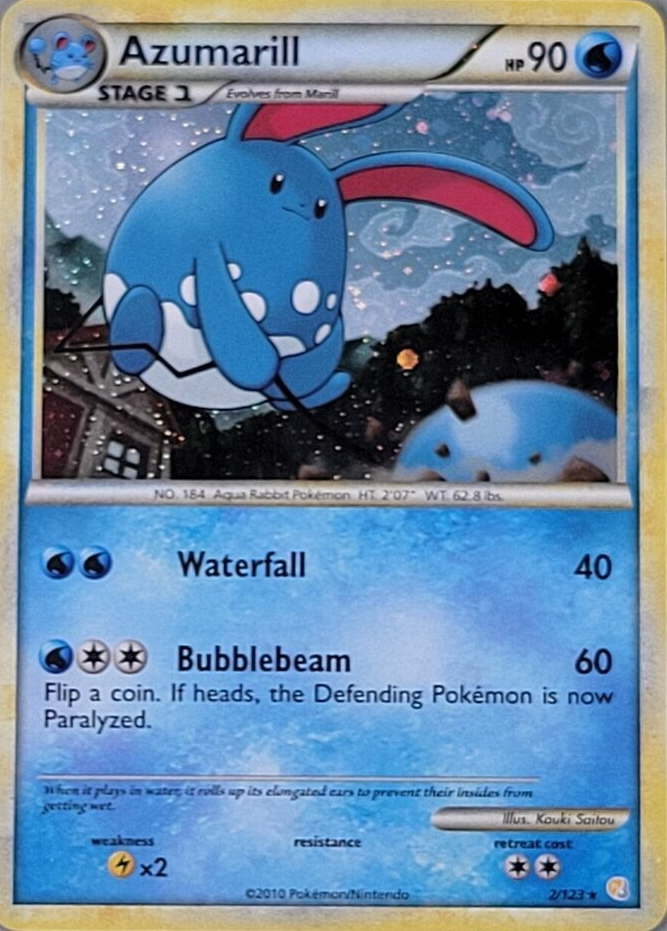 Azumarill HP 90
STAGE 1 Evolves from Marill
NO. 184 Aqua Rabbit Pokémon HT: 2'07" WT: 62.8 lbs.
Waterfall 40
Bubblebeam 60
Flip a coin. If heads, the Defending Pokémon is now
Paralyzed.
When it plays in water, it rolls up its elongated ears to prevent their insides from
getting wet.
Illus. Kouki Saitou
weakness resistance retreat cost
x2
©2010 Pokémon/Nintendo 2/123